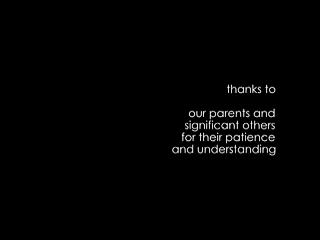 thanks to
our parents and
significant others
for their patience
and understanding